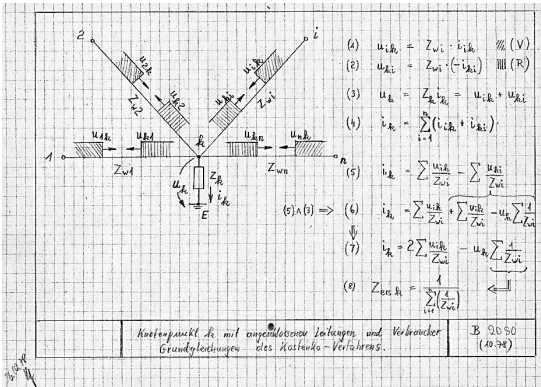 2
i
u2k
uik
Zw2
Zwi
uk2
uki
1
u1k
uk1
k
ukn
unk
n
Zw1
Zwn
uk
Zk
ik
E
(1) uik = Zwi · iik (V)
(2) uki = Zwi · (-iki) (R)
(3) uk = Zk ik = uik + uki
(4) ik = n∑i=1 (iik + iki)
(5) ik = ∑ uik/Zwi - ∑ uki/Zwi
(5)∧(3) ⟹ (6) ik = ∑ uik/Zwi + ∑ uik/Zwi - uk ∑ 1/Zwi
⇓
(7) ik = 2∑ uik/Zwi - uk ∑ 1/Zwi
(8) Zers k = 1/n∑i=1 (1/Zwi)
Knotenpunkt k mit angeschlossenen Leitungen und Verbraucher
Grundgleichungen des Kostenko-Verfahrens.
B 2090
(10.78)